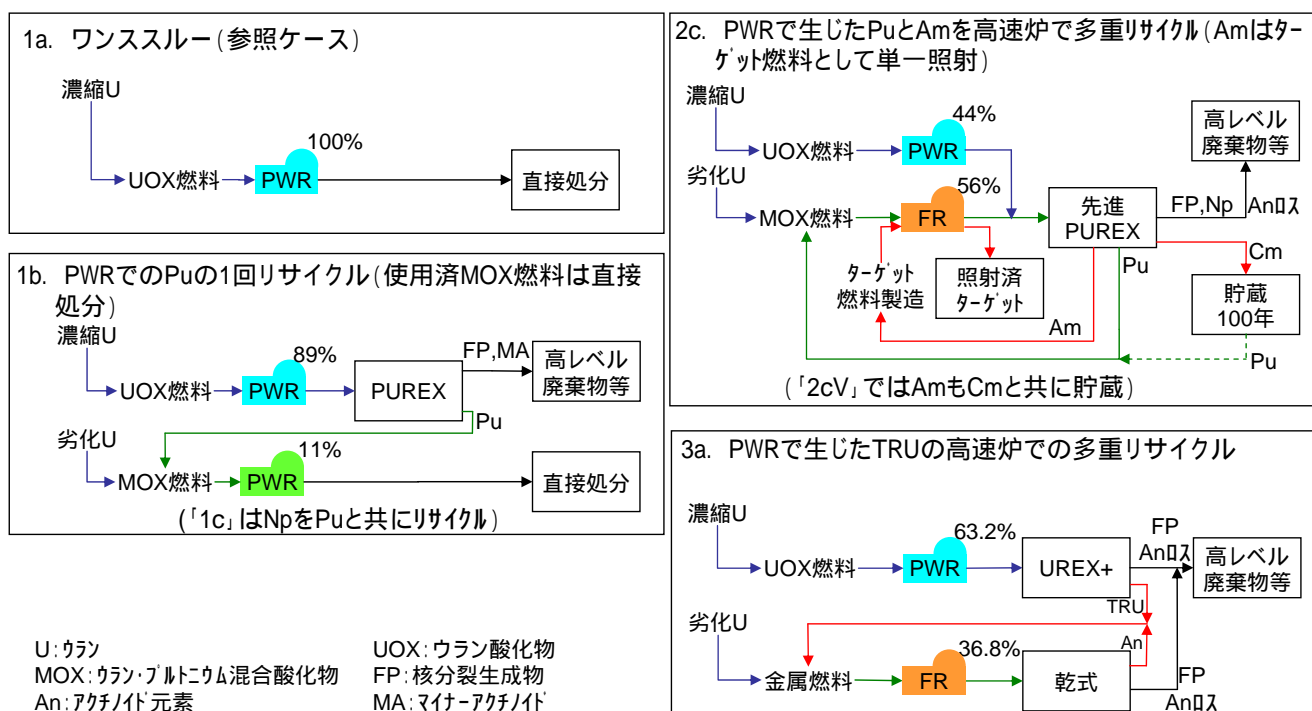 1a. ワンススルー(参照ケース)
濃縮U
100%
UOX燃料
PWR
直接処分
1b. PWRでのPuの1回リサイクル(使用済MOX燃料は直接
処分)
濃縮U
89%
UOX燃料
PWR
PUREX
FP,MA
高レベル
廃棄物等
Pu
劣化U
11%
MOX燃料
PWR
直接処分
(「1c」はNpをPuと共にリサイクル)
2c. PWRで生じたPuとAmを高速炉で多重リサイクル(Amはター
ゲット燃料として単一照射)
濃縮U
44%
UOX燃料
PWR
高レベル
廃棄物等
劣化U
56%
MOX燃料
FR
先進
PUREX
FP,Np
Anロス
Cm
Pu
ターゲット
燃料製造
照射済
ターゲット
Am
貯蔵
100年
Pu
(「2cV」ではAmもCmと共に貯蔵)
3a. PWRで生じたTRUの高速炉での多重リサイクル
濃縮U
63.2%
UOX燃料
PWR
UREX+
FP
Anロス
高レベル
廃棄物等
TRU
劣化U
An
36.8%
金属燃料
FR
乾式
FP
Anロス
U:ウラン
UOX:ウラン酸化物
MOX:ウラン・プルトニウム混合酸化物
FP:核分裂生成物
An:アクチノイド元素
MA:マイナーアクチノイド